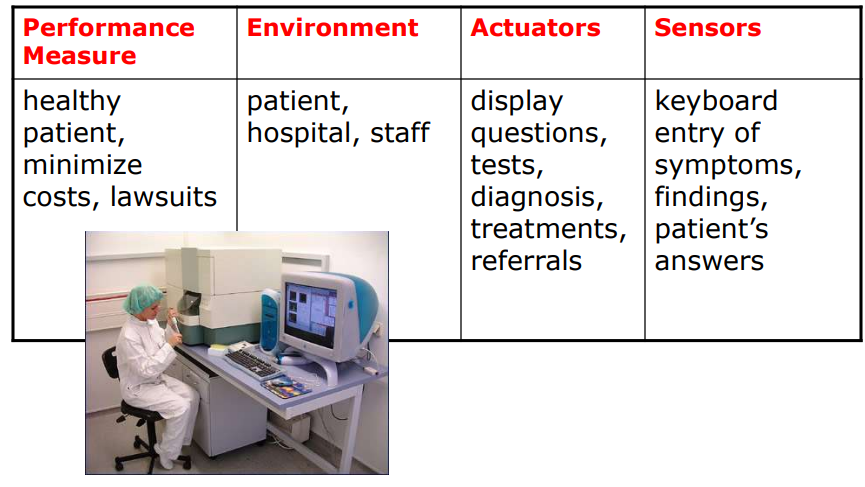 Performance
Measure
Environment
Actuators
Sensors
healthy
patient,
minimize
costs, lawsuits
patient,
hospital, staff
display
questions,
tests,
diagnosis,
treatments,
referrals
keyboard
entry of
symptoms,
findings,
patient’s
answers